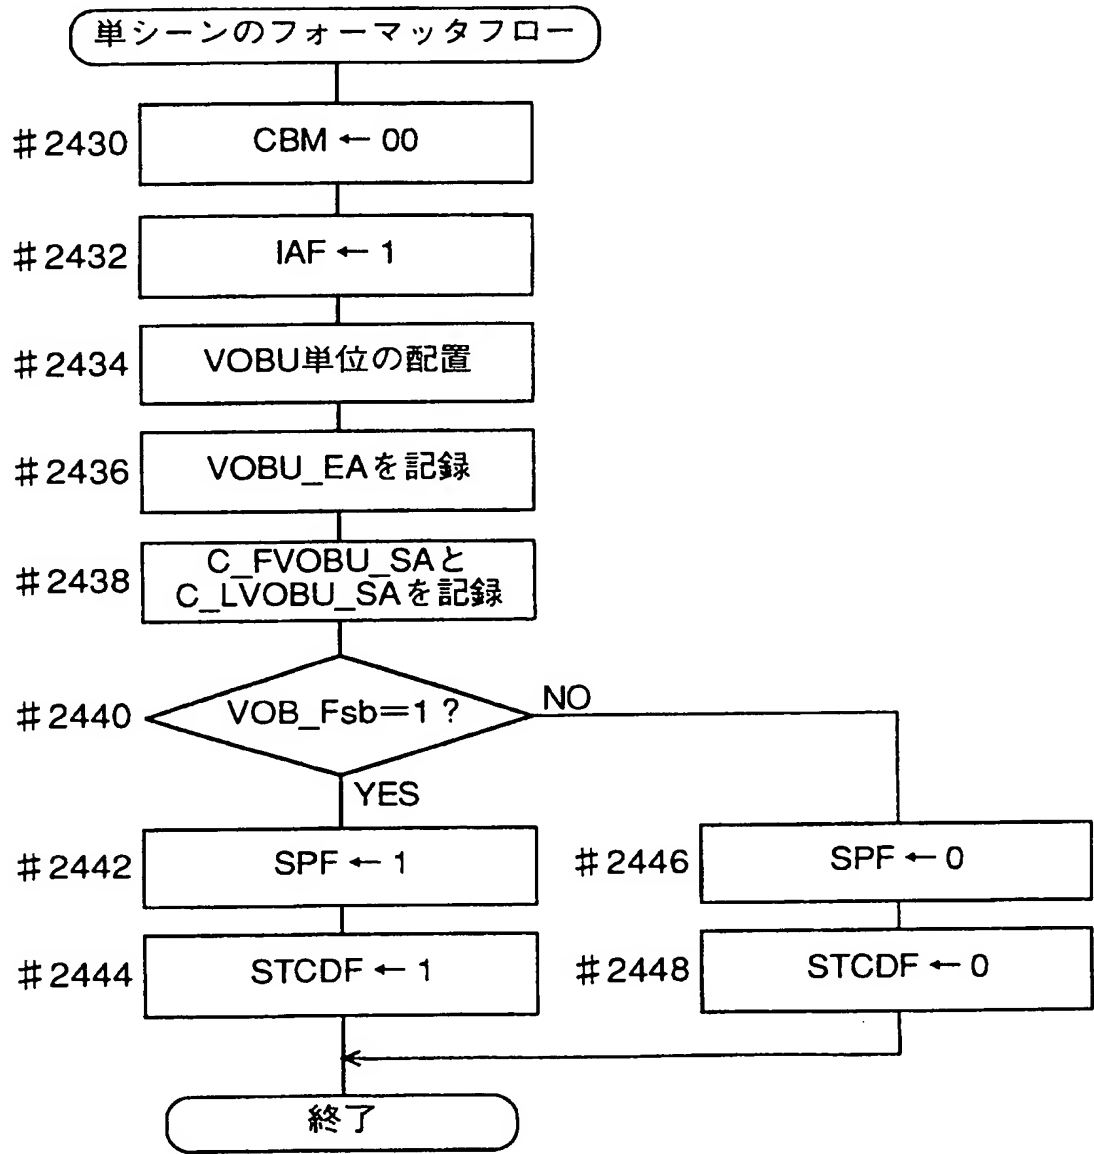 単シーンのフォーマッタフロー
#2430
CBM ← 00
#2432
IAF ← 1
#2434
VOBU単位の配置
#2436
VOBU_EAを記録
#2438
C_FVOBU_SAと
C_LVOBU_SAを記録
#2440
VOB_Fsb=1 ?
NO
YES
#2442
SPF ← 1
#2446
SPF ← 0
#2444
STCDF ← 1
#2448
STCDF ← 0
終了